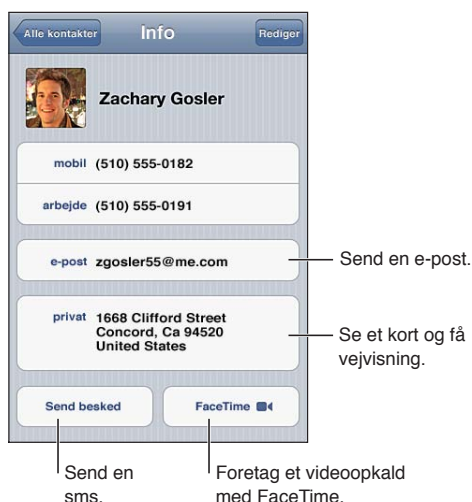 Alle kontakter
Info
Rediger
Zachary Gosler
mobil (510) 555-0182
arbejde (510) 555-0191
e-post zgosler55@me.com
Send en e-post.
privat 1668 Clifford Street
Concord, Ca 94520
United States
Se et kort og få
vejvisning.
Send besked
FaceTime
Send en
sms.
Foretag et videoopkald
med FaceTime.